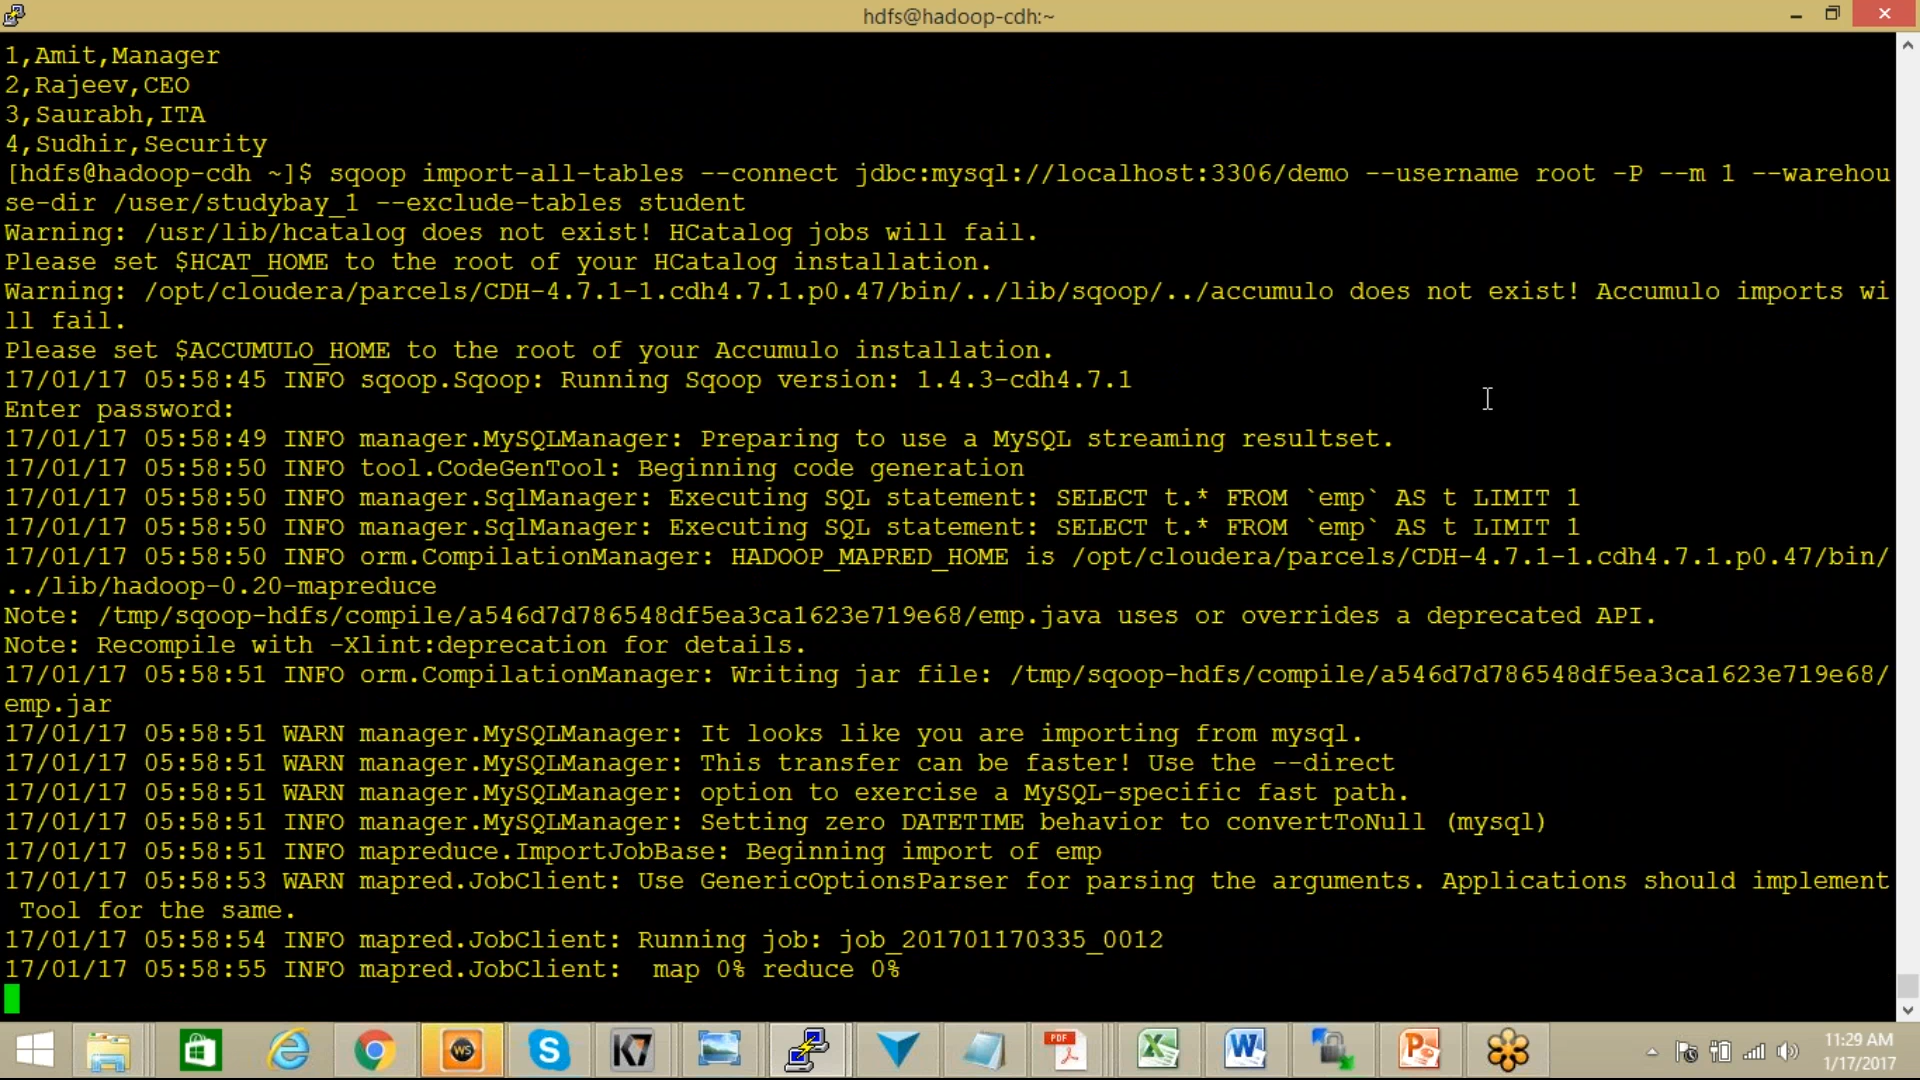 hdfs@hadoop-cdh:~
1,Amit,Manager
2,Rajeev,CEO
3,Saurabh,ITA
4,Sudhir,Security
[hdfs@hadoop-cdh ~]$ sqoop import-all-tables --connect jdbc:mysql://localhost:3306/demo --username root -P --m 1 --warehou
se-dir /user/studybay_1 --exclude-tables student
Warning: /usr/lib/hcatalog does not exist! HCatalog jobs will fail.
Please set $HCAT_HOME to the root of your HCatalog installation.
Warning: /opt/cloudera/parcels/CDH-4.7.1-1.cdh4.7.1.p0.47/bin/../lib/sqoop/../accumulo does not exist! Accumulo imports wi
ll fail.
Please set $ACCUMULO_HOME to the root of your Accumulo installation.
17/01/17 05:58:45 INFO sqoop.Sqoop: Running Sqoop version: 1.4.3-cdh4.7.1
Enter password:
17/01/17 05:58:49 INFO manager.MySQLManager: Preparing to use a MySQL streaming resultset.
17/01/17 05:58:50 INFO tool.CodeGenTool: Beginning code generation
17/01/17 05:58:50 INFO manager.SqlManager: Executing SQL statement: SELECT t.* FROM `emp` AS t LIMIT 1
17/01/17 05:58:50 INFO manager.SqlManager: Executing SQL statement: SELECT t.* FROM `emp` AS t LIMIT 1
17/01/17 05:58:50 INFO orm.CompilationManager: HADOOP_MAPRED_HOME is /opt/cloudera/parcels/CDH-4.7.1-1.cdh4.7.1.p0.47/bin/
../lib/hadoop-0.20-mapreduce
Note: /tmp/sqoop-hdfs/compile/a546d7d786548df5ea3ca1623e719e68/emp.java uses or overrides a deprecated API.
Note: Recompile with -Xlint:deprecation for details.
17/01/17 05:58:51 INFO orm.CompilationManager: Writing jar file: /tmp/sqoop-hdfs/compile/a546d7d786548df5ea3ca1623e719e68/
emp.jar
17/01/17 05:58:51 WARN manager.MySQLManager: It looks like you are importing from mysql.
17/01/17 05:58:51 WARN manager.MySQLManager: This transfer can be faster! Use the --direct
17/01/17 05:58:51 WARN manager.MySQLManager: option to exercise a MySQL-specific fast path.
17/01/17 05:58:51 INFO manager.MySQLManager: Setting zero DATETIME behavior to convertToNull (mysql)
17/01/17 05:58:51 INFO mapreduce.ImportJobBase: Beginning import of emp
17/01/17 05:58:53 WARN mapred.JobClient: Use GenericOptionsParser for parsing the arguments. Applications should implement
Tool for the same.
17/01/17 05:58:54 INFO mapred.JobClient: Running job: job_201701170335_0012
17/01/17 05:58:55 INFO mapred.JobClient:  map 0% reduce 0%
WS
K7
PDF
11:29 AM
1/17/2017